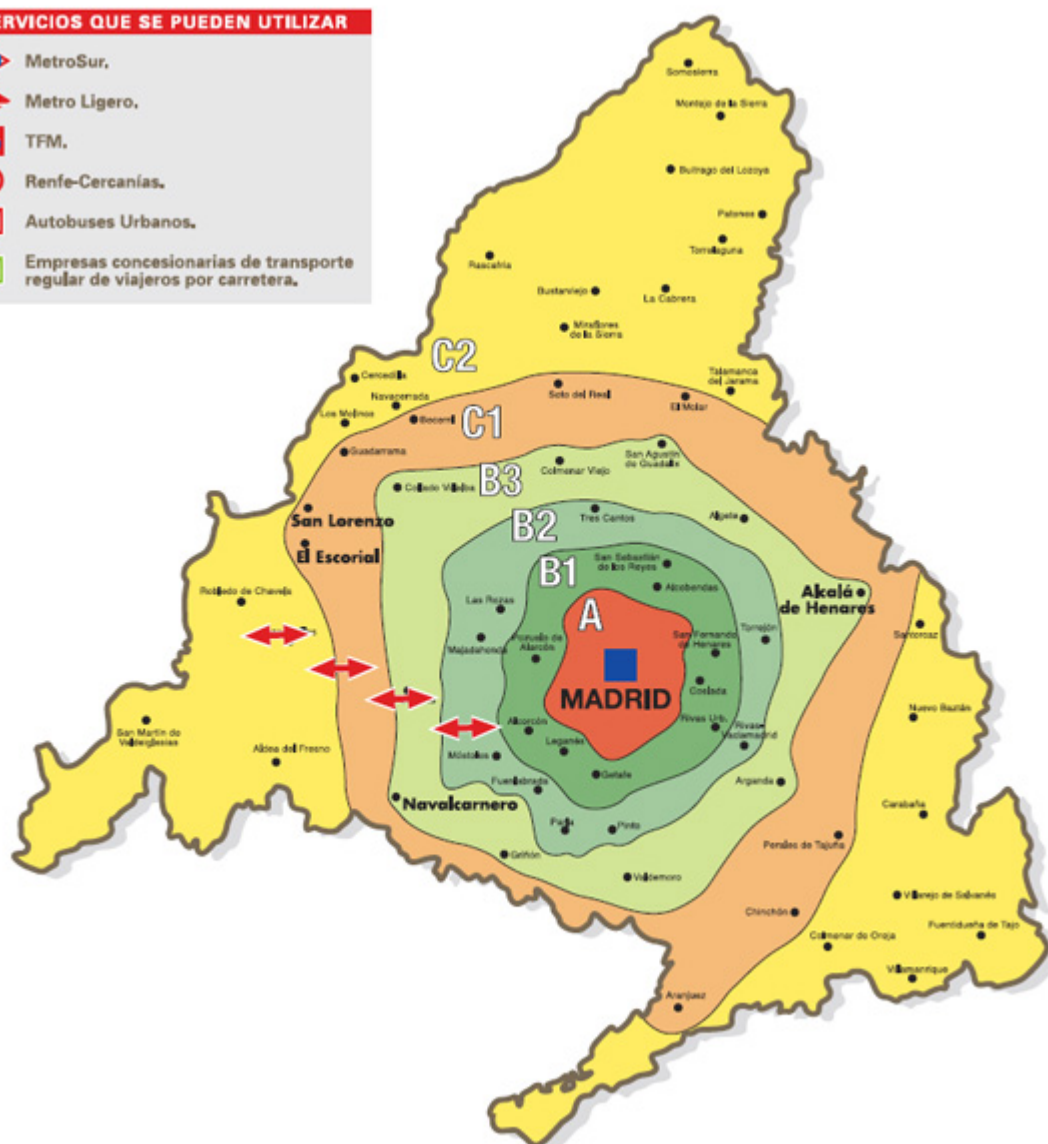 ERVICIOS QUE SE PUEDEN UTILIZAR
MetroSur.
Metro Ligero.
TFM.
Renfe-Cercanías.
Autobuses Urbanos.
Empresas concesionarias de transporte
regular de viajeros por carretera.
Somosierra
Montejo de la Sierra
Buitrago del Lozoya
Patones
Torrelaguna
Rascafría
Bustarviejo
La Cabrera
Miraflores
de la Sierra
C2
Cercedilla
Navacerrada
Los Molinos
Talamanca
del Jarama
Soto del Real
El Molar
C1
Becerril
Guadarrama
San Agustín
de Guadalix
Colmenar Viejo
B3
Collado Villalba
San Lorenzo
El Escorial
B2
Tres Cantos
Algete
B1
San Sebastián
de los Reyes
Alcobendas
Alcalá
de Henares
Robledo de Chavela
Las Rozas
A
Torrejón
Santorcaz
Majadahonda
Pozuelo de
Alarcón
San Fernando
de Henares
MADRID
Coslada
Nuevo Baztán
San Martín de
Valdeiglesias
Aldea del Fresno
Alcorcón
Leganés
Rivas Urb.
Rivas-
Vaciamadrid
Móstoles
Getafe
Fuenlabrada
Arganda
Navalcarnero
Carabaña
Parla
Pinto
Perales de Tajuña
Griñón
Valdemoro
Villarejo de Salvanés
Chinchón
Colmenar de Oreja
Fuentidueña de Tajo
Villamanrique
Aranjuez